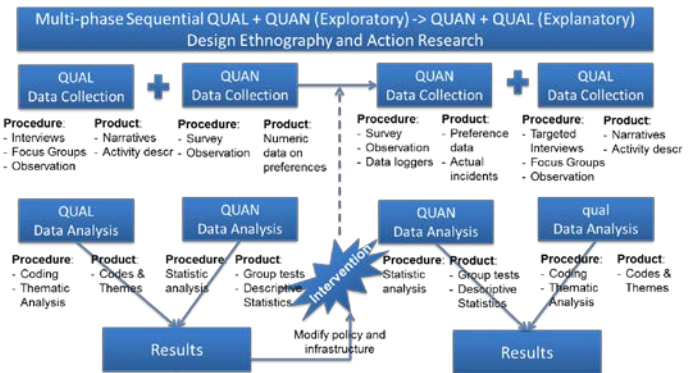 Multi-phase Sequential QUAL + QUAN (Exploratory) -> QUAN + QUAL (Explanatory)
Design Ethnography and Action Research
QUAL
Data Collection
QUAN
Data Collection
QUAN
Data Collection
QUAL
Data Collection
Procedure:
- Interviews
- Focus Groups
- Observation
Product:
- Narratives
- Activity descr
Procedure:
- Survey
- Observation
Product:
Numeric
data on
preferences
Procedure:
- Survey
- Observation
- Data loggers
Product:
- Preference
data
- Actual
incidents
Procedure:
- Targeted
Interviews
- Focus Groups
- Observation
Product:
- Narratives
- Activity descr
QUAL
Data Analysis
QUAN
Data Analysis
QUAN
Data Analysis
qual
Data Analysis
Procedure:
- Coding
- Thematic
Analysis
Product:
- Codes &
Themes
Procedure:
Statistic
analysis
Product:
- Group tests
- Descriptive
Statistics
Intervention
Procedure:
Statistic
analysis
Product:
- Group tests
- Descriptive
Statistics
Procedure:
- Coding
- Thematic
Analysis
Product:
- Codes &
Themes
Results
Modify policy and
infrastructure
Results